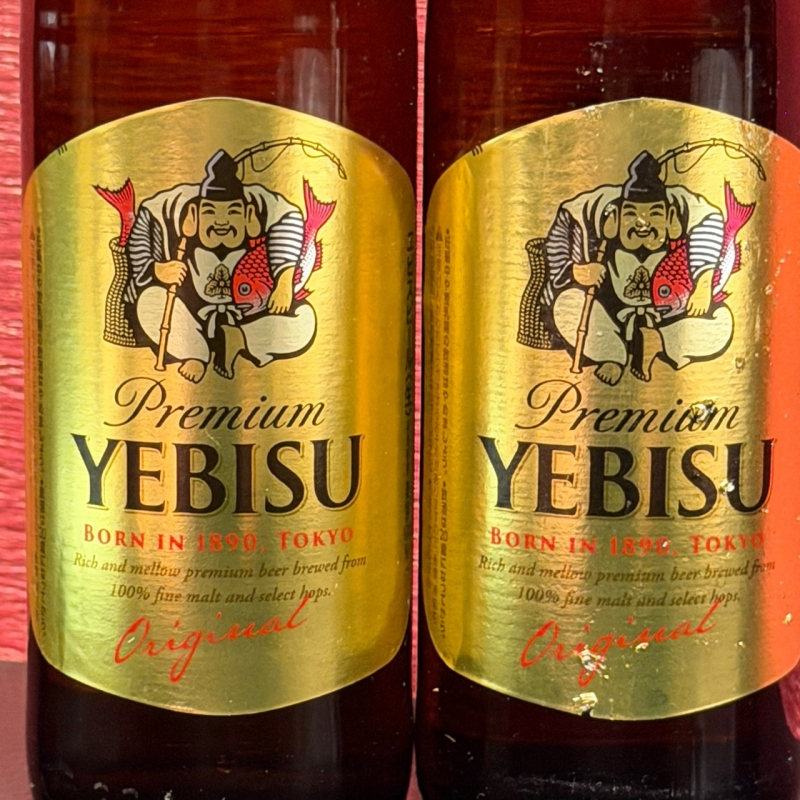 Premium
YEBISU
BORN IN 1890, TOKYO
Rich and mellow premium beer brewed from
100% fine malt and select hops.
Original
Premium
YEBISU
BORN IN 1890, TOKYO
Rich and mellow premium beer brewed from
100% fine malt and select hops.
Original